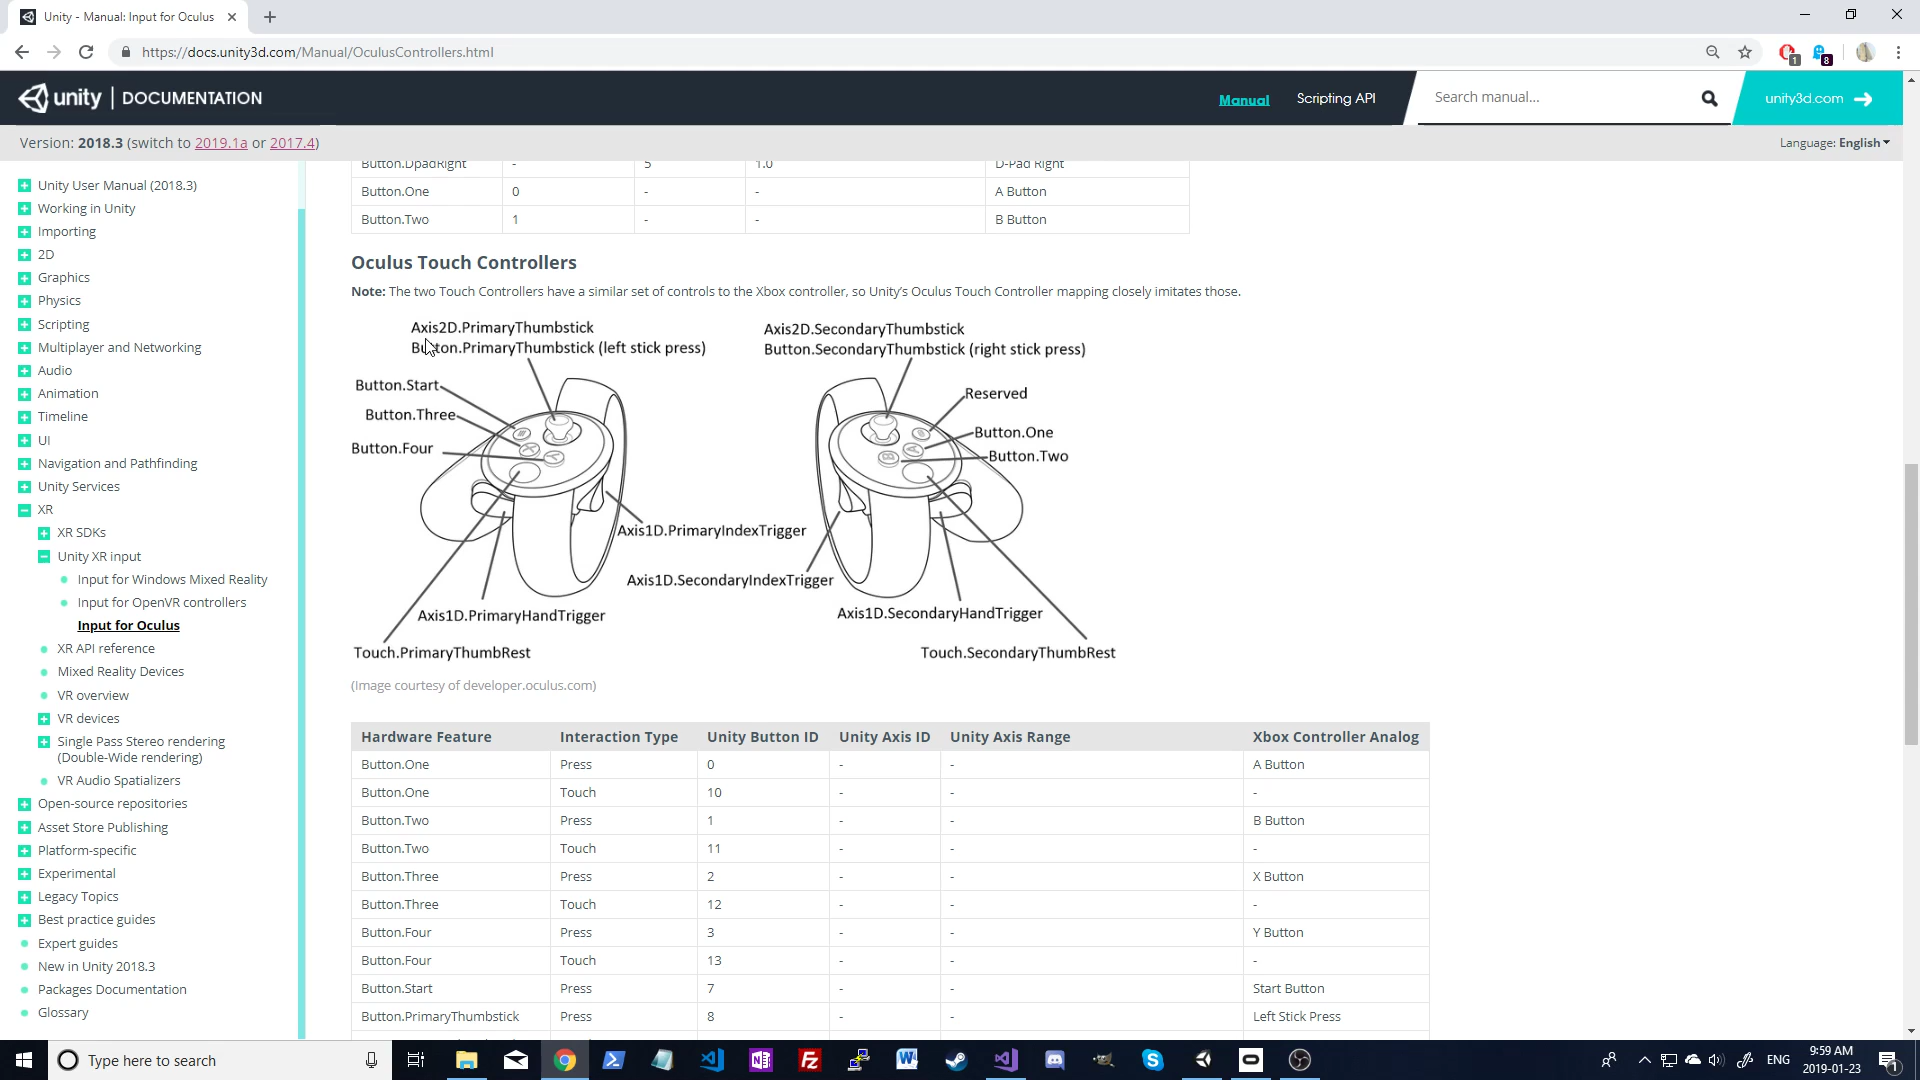 Unity - Manual: Input for Oculus
https://docs.unity3d.com/Manual/OculusControllers.html
1
8
unity | DOCUMENTATION
Manual
Scripting API
Search manual...
unity3d.com
Version: 2018.3 (switch to 2019.1a or 2017.4)
Language: English
Unity User Manual (2018.3)
Working in Unity
Importing
2D
Graphics
Physics
Scripting
Multiplayer and Networking
Audio
Animation
Timeline
UI
Navigation and Pathfinding
Unity Services
XR
XR SDKs
Unity XR input
Input for Windows Mixed Reality
Input for OpenVR controllers
Input for Oculus
XR API reference
Mixed Reality Devices
VR overview
VR devices
Single Pass Stereo rendering
(Double-Wide rendering)
VR Audio Spatializers
Open-source repositories
Asset Store Publishing
Platform-specific
Experimental
Legacy Topics
Best practice guides
Expert guides
New in Unity 2018.3
Packages Documentation
Glossary
Button.DpadRight - 5 1.0 D-Pad Right
Button.One 0 - - A Button
Button.Two 1 - - B Button
Oculus Touch Controllers
Note: The two Touch Controllers have a similar set of controls to the Xbox controller, so Unity's Oculus Touch Controller mapping closely imitates those.
Axis2D.PrimaryThumbstick
Button.PrimaryThumbstick (left stick press)
Axis2D.SecondaryThumbstick
Button.SecondaryThumbstick (right stick press)
Button.Start
Button.Three
Button.Four
Reserved
Button.One
Button.Two
X
Y
A
B
Axis1D.PrimaryIndexTrigger
Axis1D.SecondaryIndexTrigger
Axis1D.PrimaryHandTrigger
Axis1D.SecondaryHandTrigger
Touch.PrimaryThumbRest
Touch.SecondaryThumbRest
(Image courtesy of developer.oculus.com)
Hardware Feature Interaction Type Unity Button ID Unity Axis ID Unity Axis Range Xbox Controller Analog
Button.One Press 0 - - A Button
Button.One Touch 10 - - -
Button.Two Press 1 - - B Button
Button.Two Touch 11 - - -
Button.Three Press 2 - - X Button
Button.Three Touch 12 - - -
Button.Four Press 3 - - Y Button
Button.Four Touch 13 - - -
Button.Start Press 7 - - Start Button
Button.PrimaryThumbstick Press 8 - - Left Stick Press
Type here to search
ENG
9:59 AM
2019-01-23
1